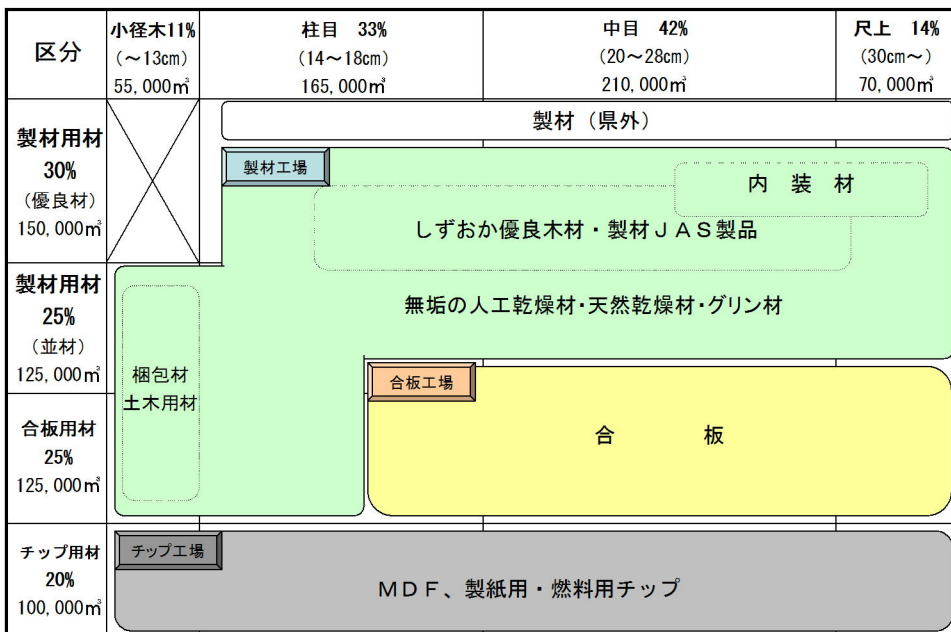 区分
小径木11%
(～13cm)
55,000㎥
柱目 33%
(14～18cm)
165,000㎥
中目 42%
(20～28cm)
210,000㎥
尺上 14%
(30cm～)
70,000㎥
製材用材
30%
(優良材)
150,000㎥
製材(県外)
製材工場
内装材
しずおか優良木材・製材JAS製品
製材用材
25%
(並材)
125,000㎥
無垢の人工乾燥材・天然乾燥材・グリン材
梱包材
土木用材
合板用材
25%
125,000㎥
合板工場
合板
チップ用材
20%
100,000㎥
チップ工場
MDF、製紙用・燃料用チップ